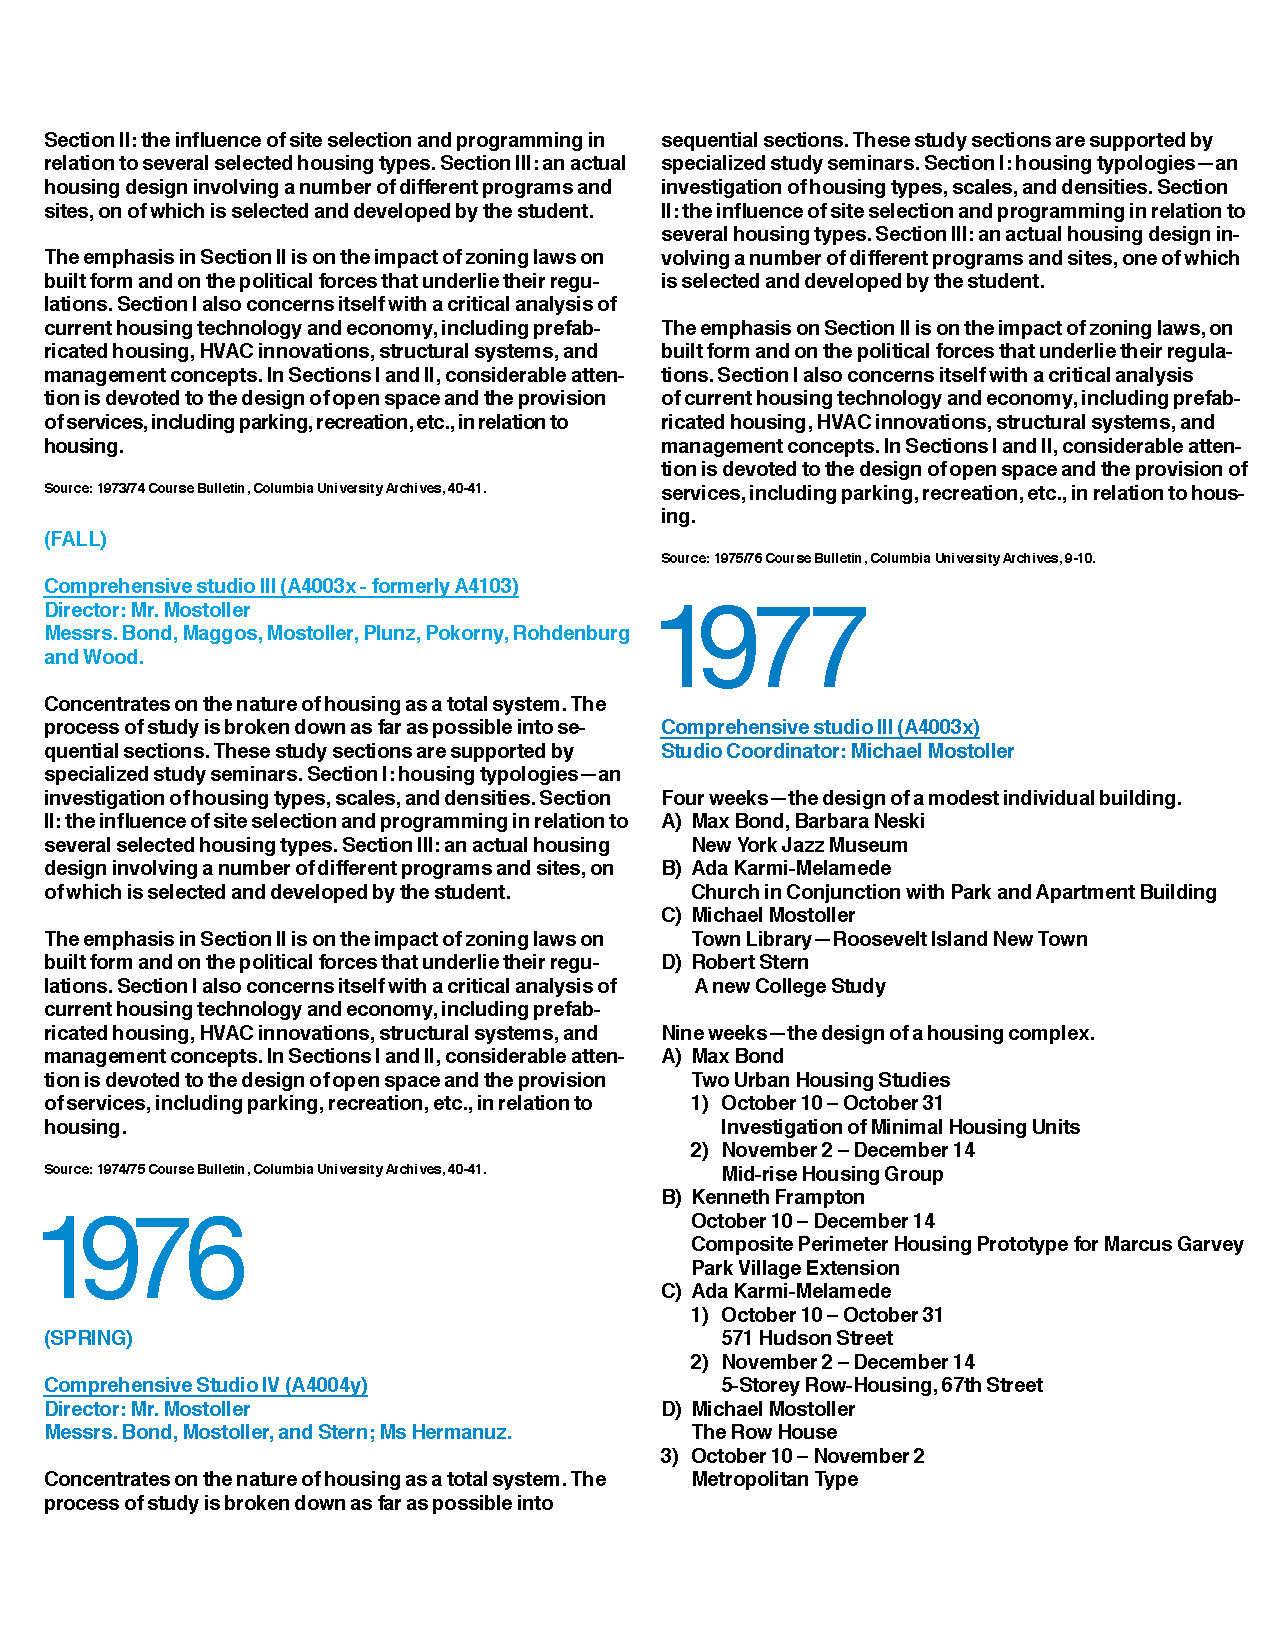 Section II: the influence of site selection and programming in
relation to several selected housing types. Section III: an actual
housing design involving a number of different programs and
sites, on of which is selected and developed by the student.
The emphasis in Section II is on the impact of zoning laws on
built form and on the political forces that underlie their regu-
lations. Section I also concerns itself with a critical analysis of
current housing technology and economy, including prefab-
ricated housing, HVAC innovations, structural systems, and
management concepts. In Sections I and II, considerable atten-
tion is devoted to the design of open space and the provision
of services, including parking, recreation, etc., in relation to
housing.
Source: 1973/74 Course Bulletin, Columbia University Archives, 40-41.
(FALL)
Comprehensive studio III (A4003x - formerly A4103)
Director: Mr. Mostoller
Messrs. Bond, Maggos, Mostoller, Plunz, Pokorny, Rohdenburg
and Wood.
Concentrates on the nature of housing as a total system. The
process of study is broken down as far as possible into se-
quential sections. These study sections are supported by
specialized study seminars. Section I: housing typologies—an
investigation of housing types, scales, and densities. Section
II: the influence of site selection and programming in relation to
several selected housing types. Section III: an actual housing
design involving a number of different programs and sites, on
of which is selected and developed by the student.
The emphasis in Section II is on the impact of zoning laws on
built form and on the political forces that underlie their regu-
lations. Section I also concerns itself with a critical analysis of
current housing technology and economy, including prefab-
ricated housing, HVAC innovations, structural systems, and
management concepts. In Sections I and II, considerable atten-
tion is devoted to the design of open space and the provision
of services, including parking, recreation, etc., in relation to
housing.
Source: 1974/75 Course Bulletin, Columbia University Archives, 40-41.
1976
(SPRING)
Comprehensive Studio IV (A4004y)
Director: Mr. Mostoller
Messrs. Bond, Mostoller, and Stern; Ms Hermanuz.
Concentrates on the nature of housing as a total system. The
process of study is broken down as far as possible into
sequential sections. These study sections are supported by
specialized study seminars. Section I: housing typologies—an
investigation of housing types, scales, and densities. Section
II: the influence of site selection and programming in relation to
several housing types. Section III: an actual housing design in-
volving a number of different programs and sites, one of which
is selected and developed by the student.
The emphasis on Section II is on the impact of zoning laws, on
built form and on the political forces that underlie their regula-
tions. Section I also concerns itself with a critical analysis
of current housing technology and economy, including prefab-
ricated housing, HVAC innovations, structural systems, and
management concepts. In Sections I and II, considerable atten-
tion is devoted to the design of open space and the provision of
services, including parking, recreation, etc., in relation to hous-
ing.
Source: 1975/76 Course Bulletin, Columbia University Archives, 9-10.
1977
Comprehensive studio III (A4003x)
Studio Coordinator: Michael Mostoller
Four weeks—the design of a modest individual building.
A) Max Bond, Barbara Neski
New York Jazz Museum
B) Ada Karmi-Melamede
Church in Conjunction with Park and Apartment Building
C) Michael Mostoller
Town Library—Roosevelt Island New Town
D) Robert Stern
A new College Study
Nine weeks—the design of a housing complex.
A) Max Bond
Two Urban Housing Studies
1) October 10 – October 31
Investigation of Minimal Housing Units
2) November 2 – December 14
Mid-rise Housing Group
B) Kenneth Frampton
October 10 – December 14
Composite Perimeter Housing Prototype for Marcus Garvey
Park Village Extension
C) Ada Karmi-Melamede
1) October 10 – October 31
571 Hudson Street
2) November 2 – December 14
5-Storey Row-Housing, 67th Street
D) Michael Mostoller
The Row House
3) October 10 – November 2
Metropolitan Type